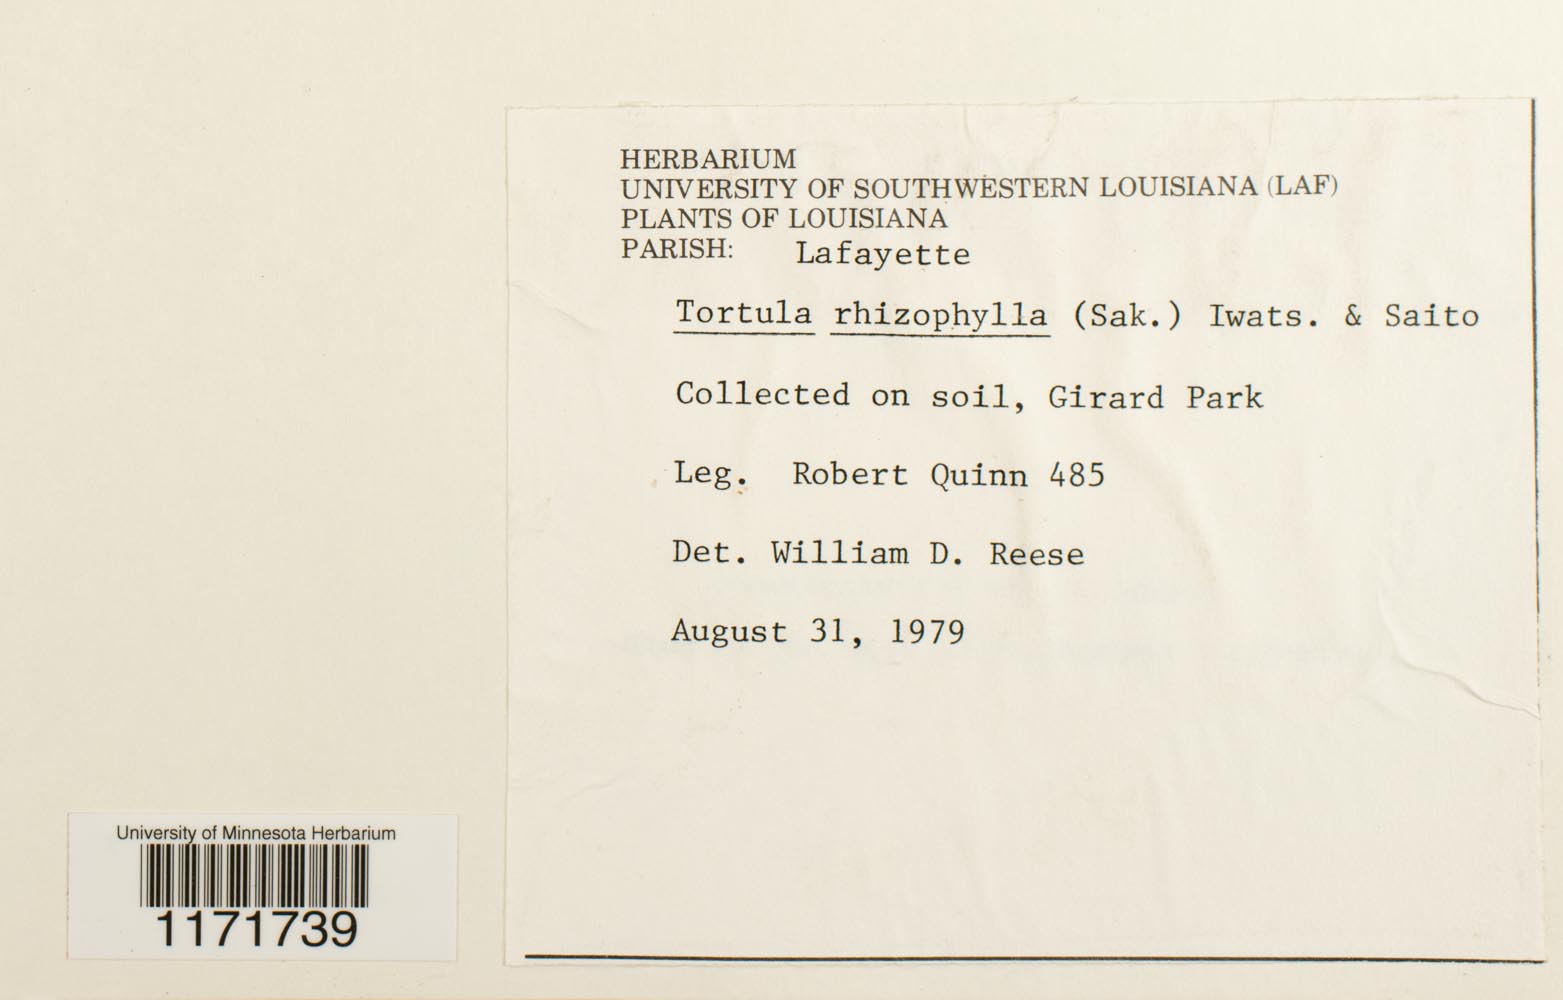 HERBARIUM
UNIVERSITY OF SOUTHWESTERN LOUISIANA (LAF)
PLANTS OF LOUISIANA
PARISH: Lafayette
Tortula rhizophylla (Sak.) Iwats. & Saito
Collected on soil, Girard Park
Leg. Robert Quinn 485
Det. William D. Reese
August 31, 1979
University of Minnesota Herbarium
1171739